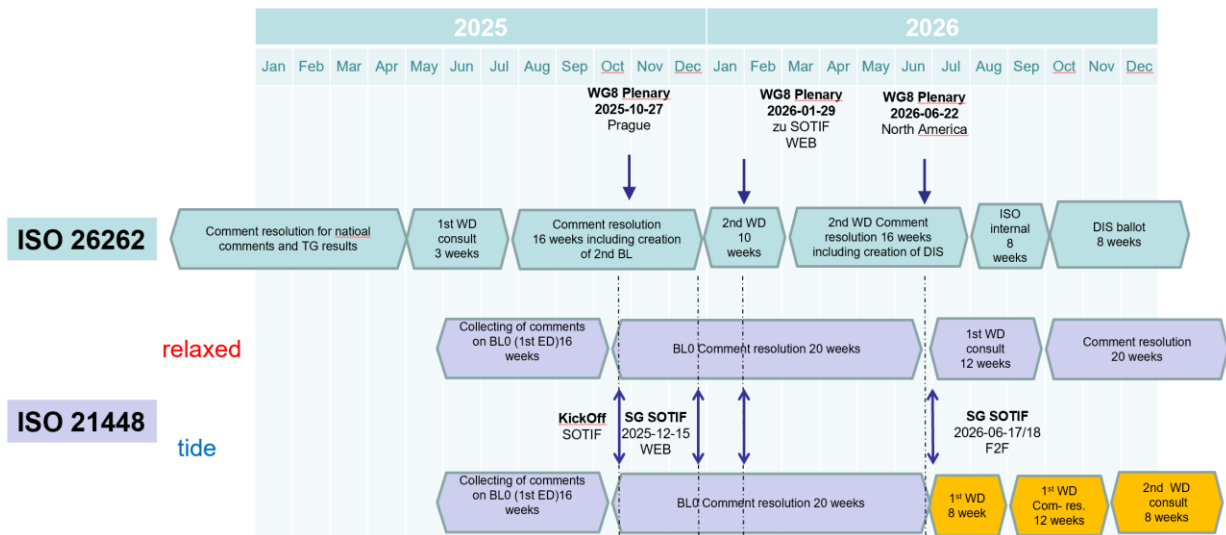 2025
2026
Jan Feb Mar Apr May Jun Jul Aug Sep Oct Nov Dec Jan Feb Mar Apr May Jun Jul Aug Sep Oct Nov Dec
WG8 Plenary
2025-10-27
Prague
WG8 Plenary
2026-01-29
zu SOTIF
WEB
WG8 Plenary
2026-06-22
North America
ISO 26262
Comment resolution for natioal
comments and TG results
1st WD
consult
3 weeks
Comment resolution
16 weeks including creation
of 2nd BL
2nd WD
10
weeks
2nd WD Comment
resolution 16 weeks
including creation of DIS
ISO
internal
8
weeks
DIS ballot
8 weeks
relaxed
Collecting of comments
on BL0 (1st ED)16
weeks
BL0 Comment resolution 20 weeks
1st WD
consult
12 weeks
Comment resolution
20 weeks
ISO 21448
KickOff
SOTIF
SG SOTIF
2025-12-15
WEB
SG SOTIF
2026-06-17/18
F2F
tide
Collecting of comments
on BL0 (1st ED)16
weeks
BL0 Comment resolution 20 weeks
1st WD
8 week
1st WD
Com- res.
12 weeks
2nd WD
consult
8 weeks